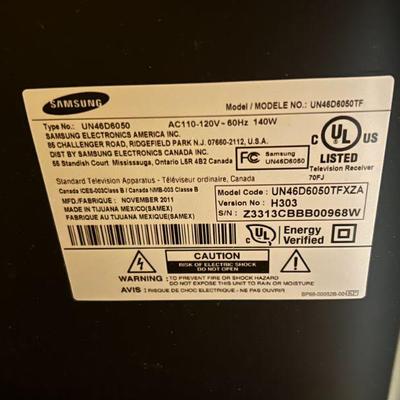 SAMSUNG
Model / MODELE NO.: UN46D6050TF
Type No.: UN46D6050 AC110-120V~60Hz 140W
SAMSUNG ELECTRONICS AMERICA INC.
85 CHALLENGER ROAD, RIDGEFIELD PARK N.J. 07660-2112, U.S.A.
DIST BY SAMSUNG ELECTRONICS CANADA INC.
55 Standish Court. Mississauga, Ontario L5R 4B2 Canada
FC Samsung
UN46D6050
c UL US
LISTED
Television Receiver
70FJ
Standard Television Apparatus - Téléviseur ordinaire, Canada
Canada ICES-003Class B / Canada NMB-003 Classe B
MFD./FABRIQUE : NOVEMBER 2011
MADE IN TIJUANA MEXICO(SAMEX)
FABRIQUE AU TIJUANA MEXIQUE(SAMEX)
Model Code : UN46D6050TFXZA
Version No : H303
S/N : Z3313CBBB00968W
UL Energy
Verified
CAUTION
RISK OF ELECTRIC SHOCK
DO NOT OPEN
WARNING : TO PREVENT FIRE OR SHOCK HAZARD
DO NOT EXPOSE TO RAIN OR MOISTURE
AVIS : RISQUE DE CHOC ELECTRIQUE - NE PAS OUVRIR